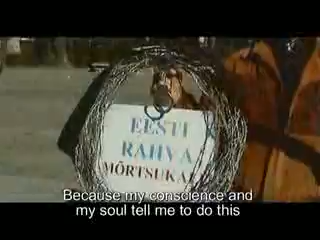 EESTI
RAHVA
MÕRTSUKA
Because my conscience and
my soul tell me to do this